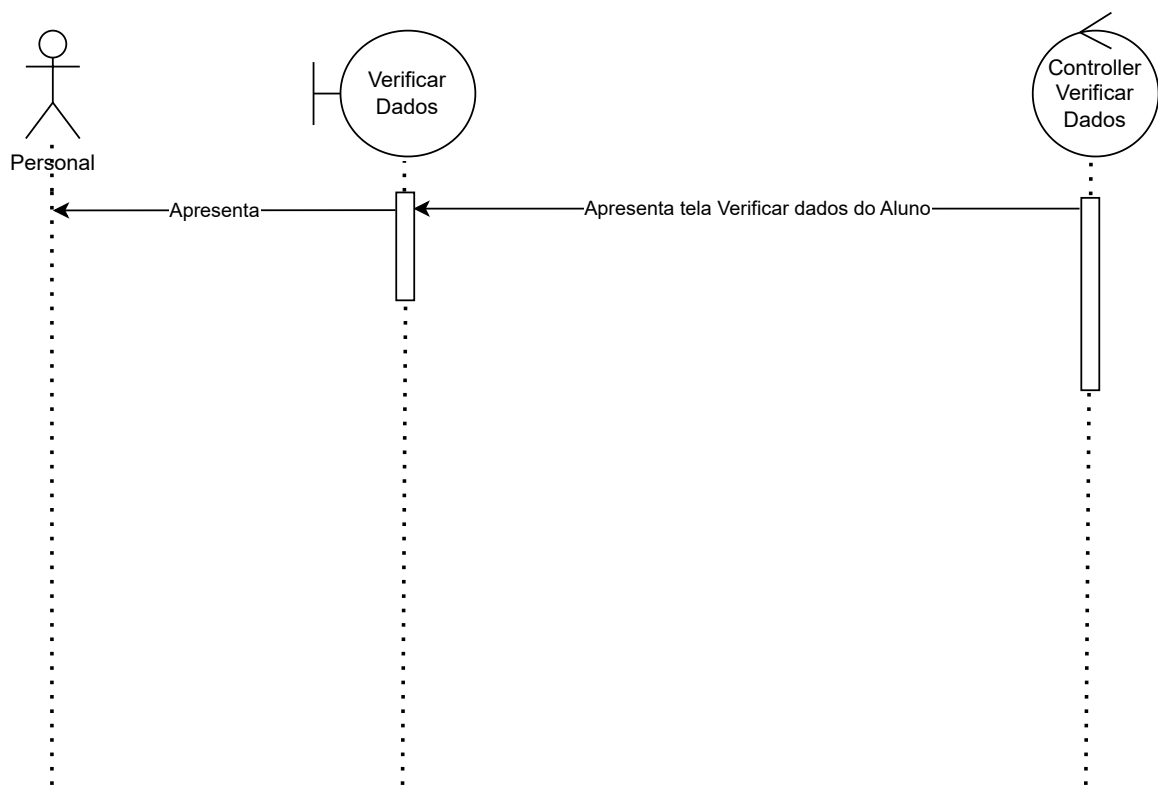 Verificar
Dados
Controller
Verificar
Dados
Personal
Apresenta
Apresenta tela Verificar dados do Aluno